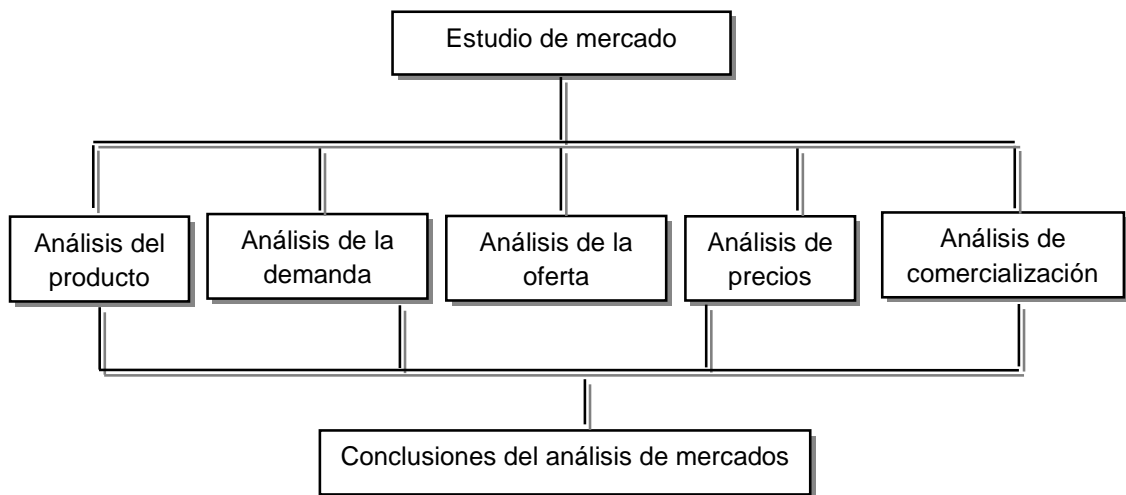 Estudio de mercado
Análisis del
producto
Análisis de la
demanda
Análisis de la
oferta
Análisis de
precios
Análisis de
comercialización
Conclusiones del análisis de mercados